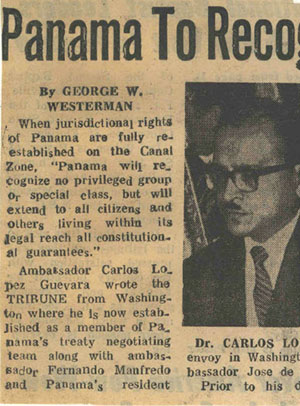 Panama To Reco
By GEORGE W.
WESTERMAN
When jurisdictional rights
of Panama are fully re-
established on the Canal
Zone, "Panama will re-
cognize no privileged group
or special class, but will
extend to all citizens and
others living within its
legal reach all constitution-
al guarantees."
Ambassador Carlos Lo-
pez Guevara wrote the
TRIBUNE from Washing-
ton where he is now estab-
lished as a member of Pa-
nama's treaty negotiating
team along with ambas-
sador Fernando Manfredo
and Panama's resident
Dr. CARLOS LO
envoy in Washingt
bassador Jose de
Prior to his d